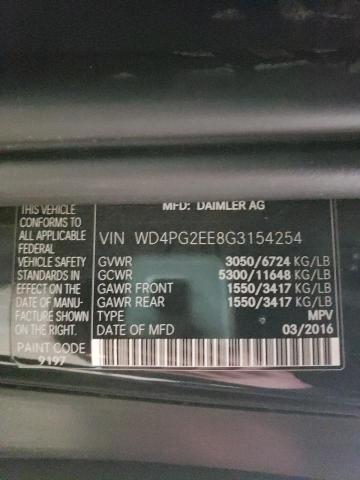 THIS VEHICLE
CONFORMS TO
ALL APPLICABLE
FEDERAL
VEHICLE SAFETY
STANDARDS IN
EFFECT ON THE
DATE OF MANU-
FACTURE SHOWN
ON THE RIGHT.
PAINT CODE
9197
MFD: DAIMLER AG
VIN WD4PG2EE8G3154254
GVWR 3050/6724 KG/LB
GCWR 5300/11648 KG/LB
GAWR FRONT 1550/3417 KG/LB
GAWR REAR 1550/3417 KG/LB
TYPE MPV
DATE OF MFD 03/2016